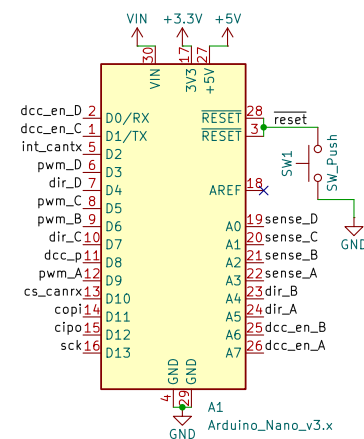 VIN +3.3V +5V
30 17 27
VIN 3V3 +5V
dcc_en_D 2 D0/RX RESET 28 reset
dcc_en_C 1 D1/TX RESET 3
int_cantx 5 D2
pwm_D 6 D3
dir_D 7 D4 AREF 18
pwm_C 8 D5
pwm_B 9 D6 A0 19 sense_D
dir_C 10 D7 A1 20 sense_C
dcc_p 11 D8 A2 21 sense_B
pwm_A 12 D9 A3 22 sense_A
cs_canrx 13 D10 A4 23 dir_B
copi 14 D11 A5 24 dir_A
cipo 15 D12 A6 25 dcc_en_B
sck 16 D13 A7 26 dcc_en_A
SW1 SW_Push
GND
GND GND
4 29
A1
GND Arduino_Nano_v3.x